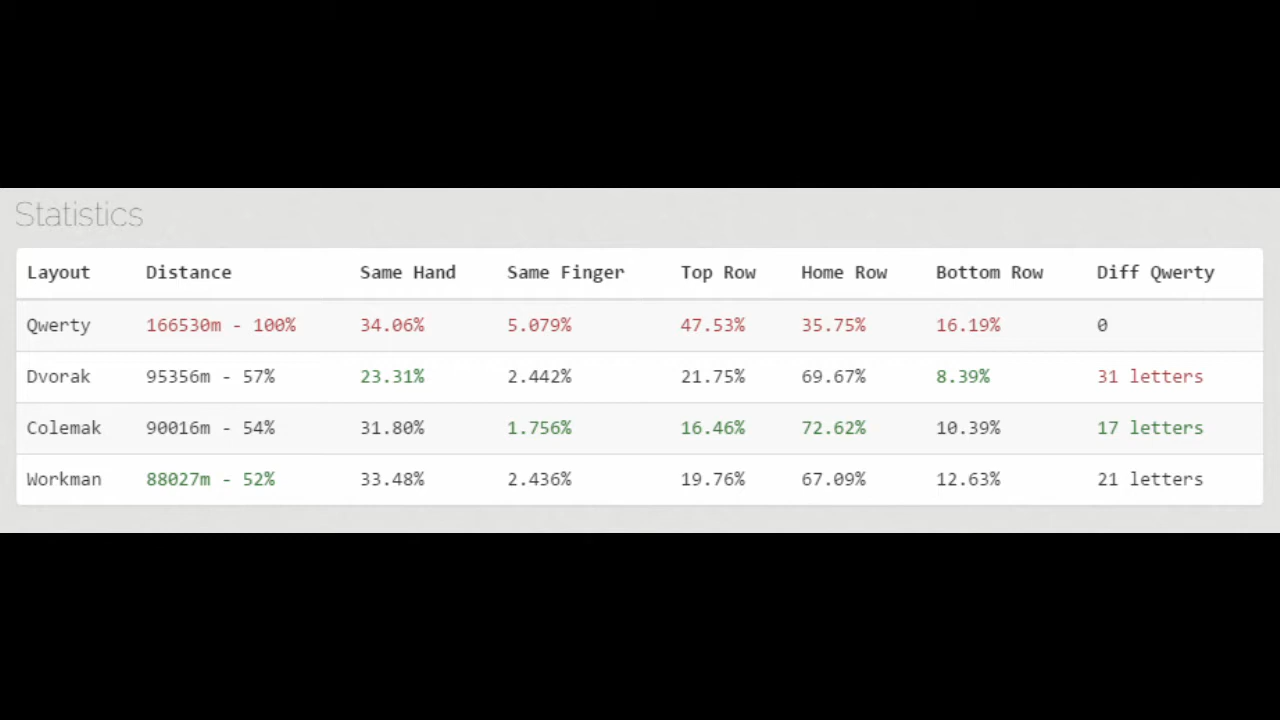 Statistics
Layout Distance Same Hand Same Finger Top Row Home Row Bottom Row Diff Qwerty
Qwerty 166530m - 100% 34.06% 5.079% 47.53% 35.75% 16.19% 0
Dvorak 95356m - 57% 23.31% 2.442% 21.75% 69.67% 8.39% 31 letters
Colemak 90016m - 54% 31.80% 1.756% 16.46% 72.62% 10.39% 17 letters
Workman 88027m - 52% 33.48% 2.436% 19.76% 67.09% 12.63% 21 letters